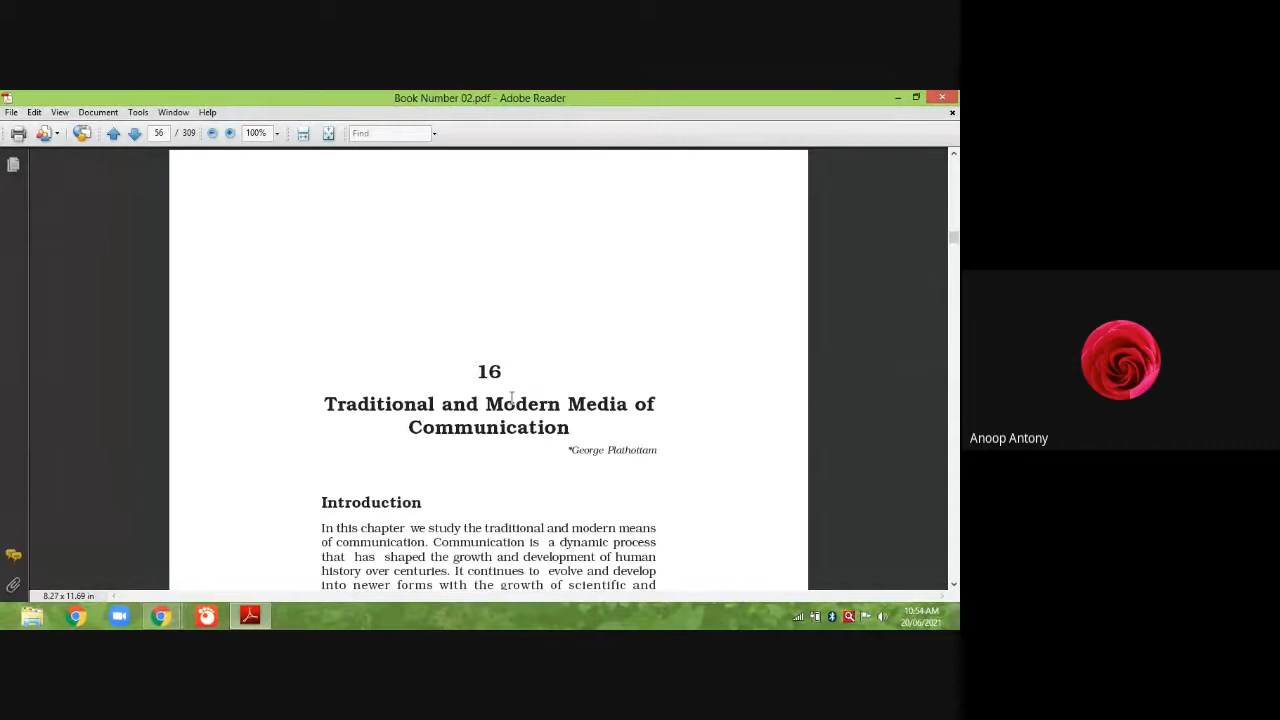 Book Number 02.pdf - Adobe Reader
File Edit View Document Tools Window Help
56 / 309 100% Find
16
Traditional and Modern Media of
Communication
*George Plathottam
Introduction
In this chapter we study the traditional and modern means
of communication. Communication is a dynamic process
that has shaped the growth and development of human
history over centuries. It continues to evolve and develop
into newer forms with the growth of scientific and
8.27 x 11.69 in
10:54 AM
20/06/2021
Anoop Antony